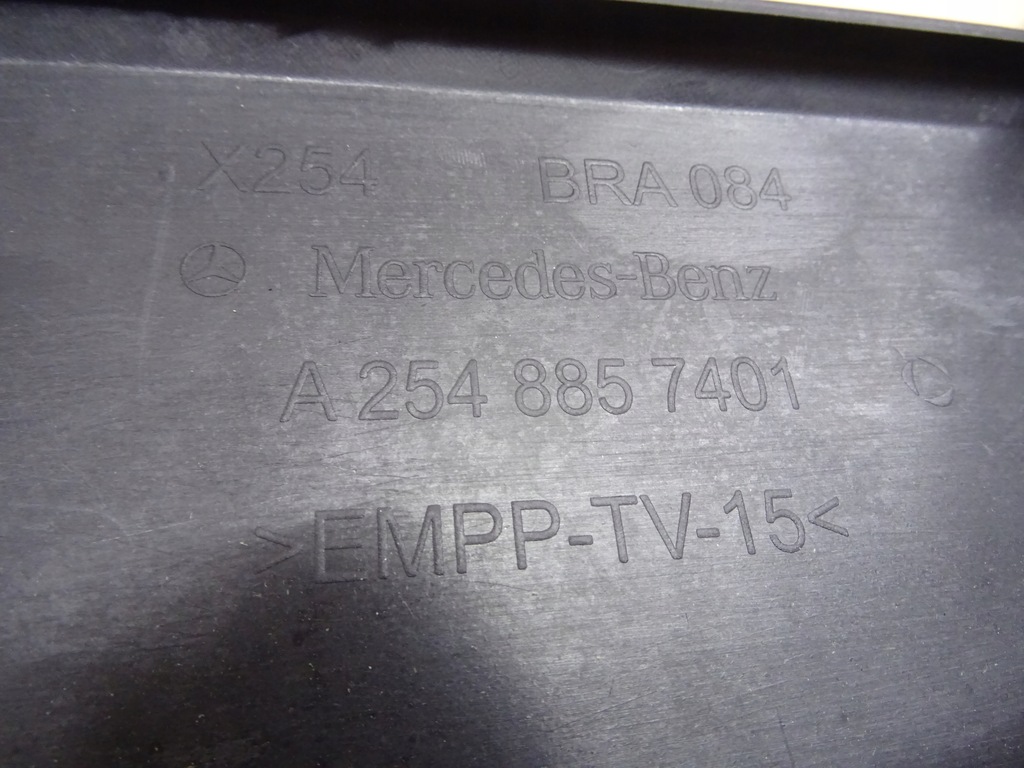 X254 BRA 084
Mercedes-Benz
A 254 885 7401
>EMPP-TV-15<